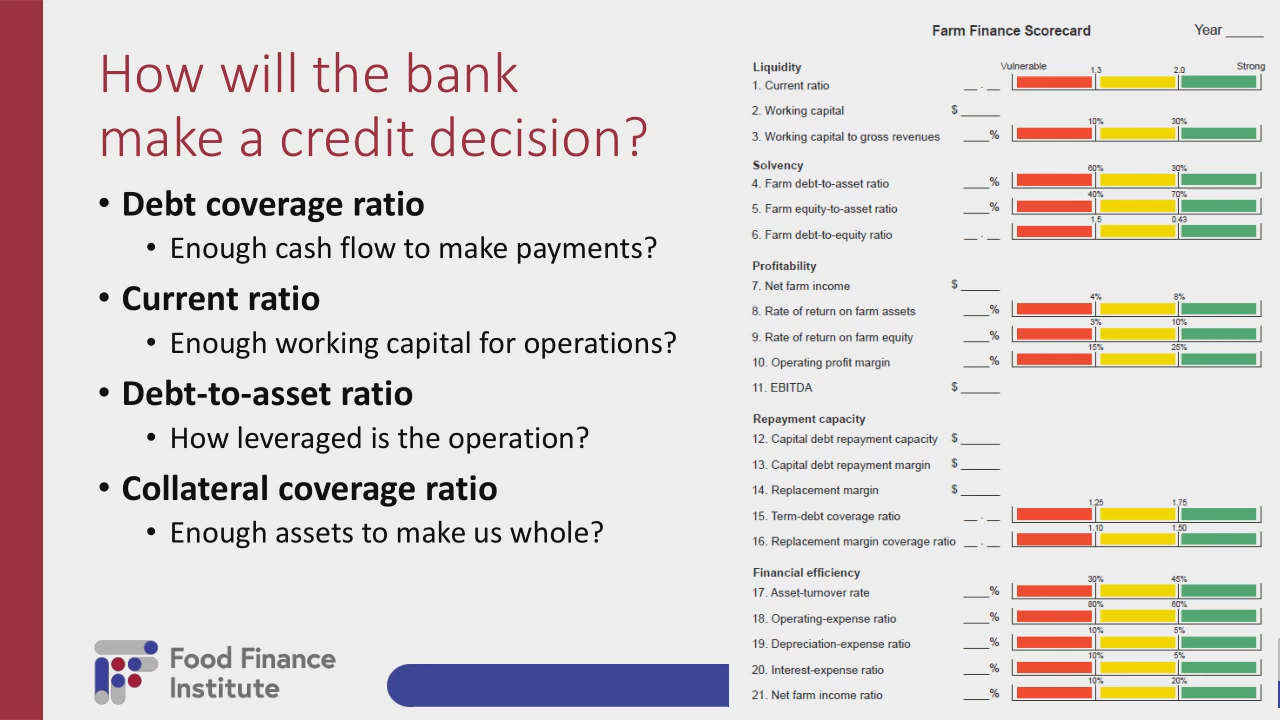 How will the bank
make a credit decision?
• Debt coverage ratio
• Enough cash flow to make payments?
• Current ratio
• Enough working capital for operations?
• Debt-to-asset ratio
• How leveraged is the operation?
• Collateral coverage ratio
• Enough assets to make us whole?
Food Finance
Institute
Farm Finance Scorecard Year _____
Liquidity Vulnerable 1.3 2.0 Strong
1. Current ratio __ . __
2. Working capital $ ______
10% 30%
3. Working capital to gross revenues ____%
Solvency 60% 30%
4. Farm debt-to-asset ratio ____%
40% 70%
5. Farm equity-to-asset ratio ____%
1.5 0.43
6. Farm debt-to-equity ratio __ . __
Profitability
7. Net farm income $ ______
4% 8%
8. Rate of return on farm assets ____%
3% 10%
9. Rate of return on farm equity ____%
15% 25%
10. Operating profit margin ____%
11. EBITDA $ ______
Repayment capacity
12. Capital debt repayment capacity $ ______
13. Capital debt repayment margin $ ______
14. Replacement margin $ ______
1.25 1.75
15. Term-debt coverage ratio __ . __
1.10 1.50
16. Replacement margin coverage ratio __ . __
Financial efficiency 30% 45%
17. Asset-turnover rate ____%
80% 60%
18. Operating-expense ratio ____%
10% 5%
19. Depreciation-expense ratio ____%
10% 5%
20. Interest-expense ratio ____%
10% 20%
21. Net farm income ratio ____%